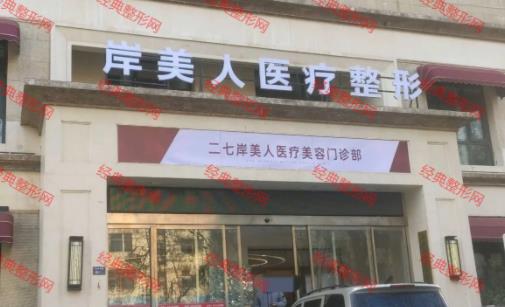 岸美人医疗整形
二七岸美人医疗美容门诊部
经典整形网